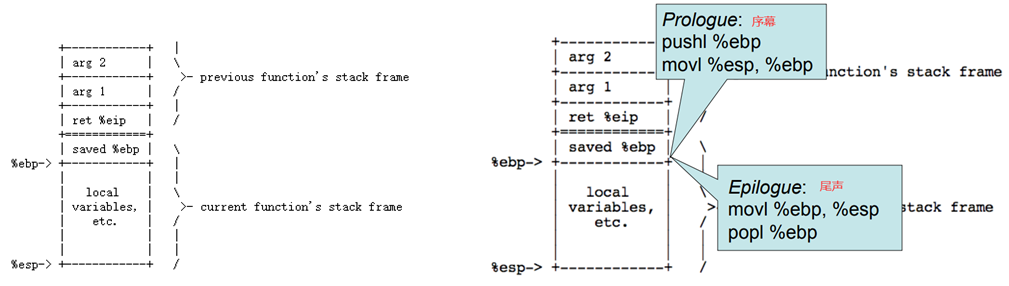 arg 2
>- previous function's stack frame
arg 1
ret %eip
saved %ebp
%ebp->
local
variables,
etc.
>- current function's stack frame
%esp->
Prologue: 序幕
pushl %ebp
movl %esp, %ebp
arg 2
nction's stack frame
arg 1
ret %eip
saved %ebp
%ebp->
local
variables,
etc.
>
stack frame
Epilogue: 尾声
movl %ebp, %esp
popl %ebp
%esp->